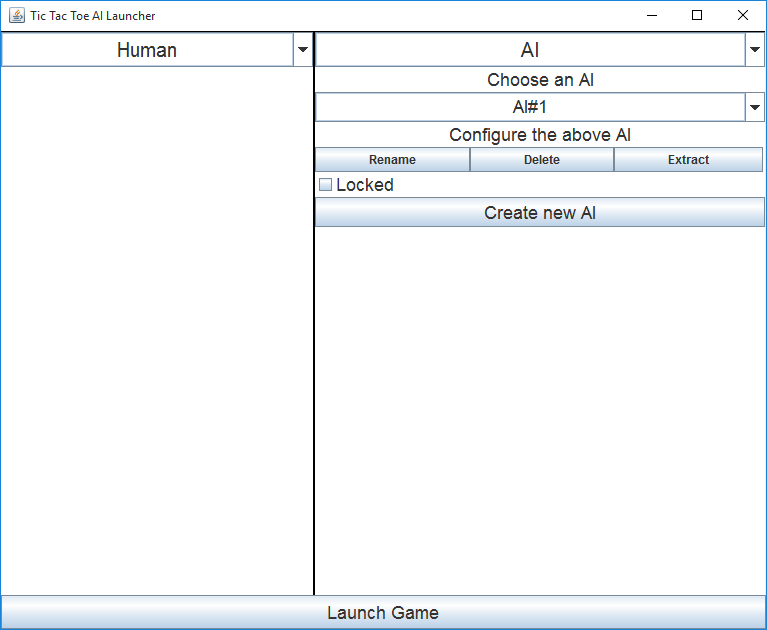 Tic Tac Toe AI Launcher
Human
AI
Choose an AI
AI#1
Configure the above AI
Rename Delete Extract
Locked
Create new AI
Launch Game